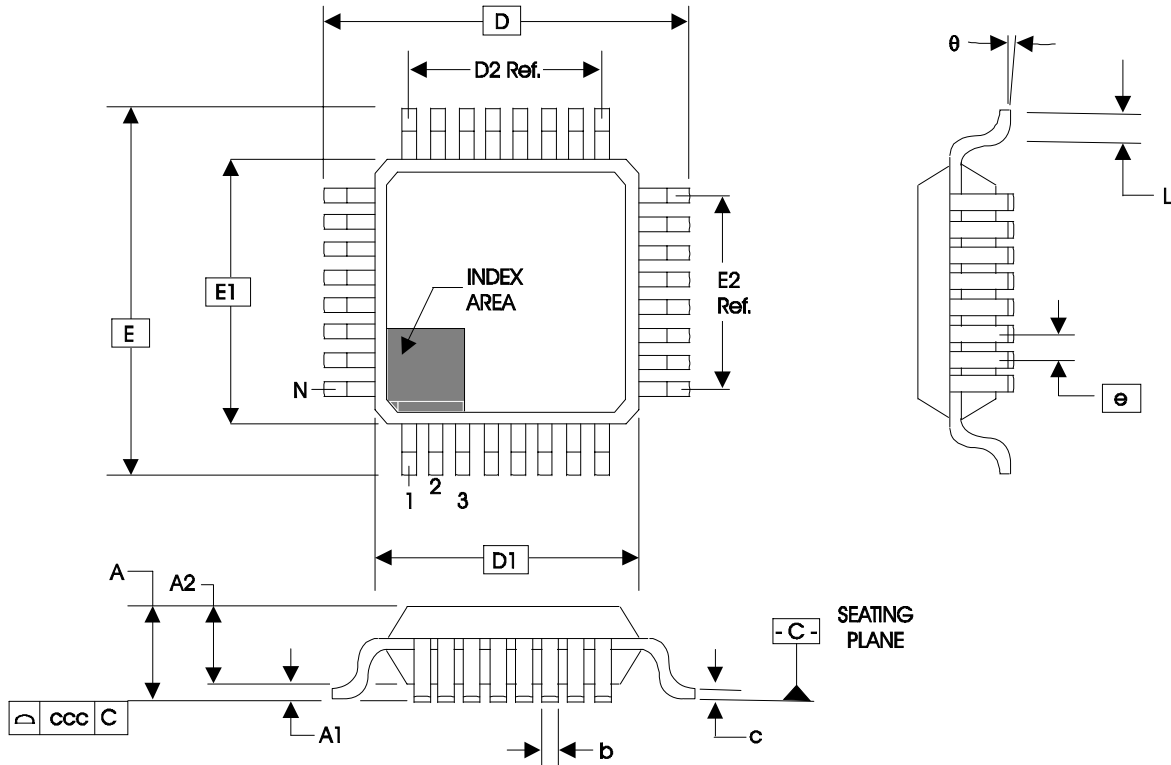 D
θ
D2 Ref.
L
INDEX
AREA
E2
Ref.
E1
E
N
e
1
2
3
D1
A
A2
SEATING
PLANE
- C -
ccc C
A1
b
c